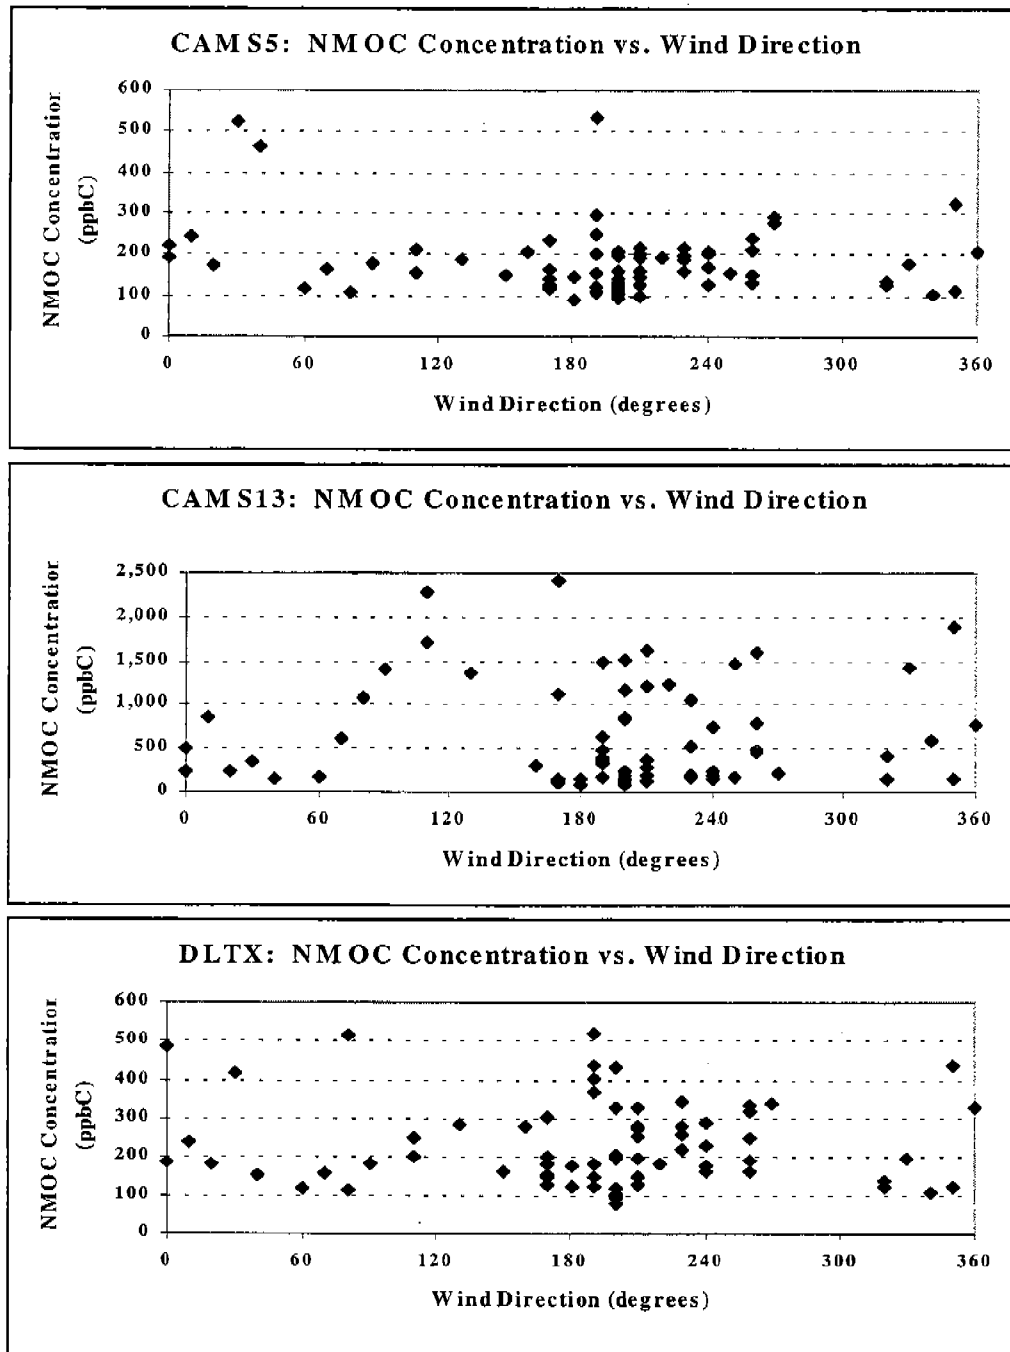 CAMS5: NMOC Concentration vs. Wind Direction
NMOC Concentration
(ppbC)
600
500
400
300
200
100
0
0 60 120 180 240 300 360
Wind Direction (degrees)
CAMS13: NMOC Concentration vs. Wind Direction
NMOC Concentration
(ppbC)
2,500
2,000
1,500
1,000
500
0
0 60 120 180 240 300 360
Wind Direction (degrees)
DLTX: NMOC Concentration vs. Wind Direction
NMOC Concentration
(ppbC)
600
500
400
300
200
100
0
0 60 120 180 240 300 360
Wind Direction (degrees)